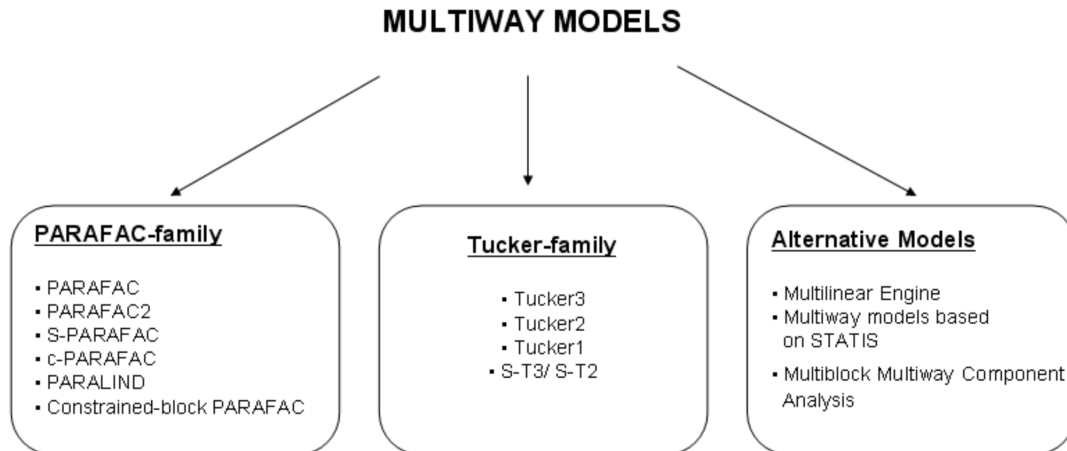 MULTIWAY MODELS
PARAFAC-family
▪ PARAFAC
▪ PARAFAC2
▪ S-PARAFAC
▪ c-PARAFAC
▪ PARALIND
▪ Constrained-block PARAFAC
Tucker-family
▪ Tucker3
▪ Tucker2
▪ Tucker1
▪ S-T3/ S-T2
Alternative Models
▪ Multilinear Engine
▪ Multiway models based
on STATIS
▪ Multiblock Multiway Component
Analysis